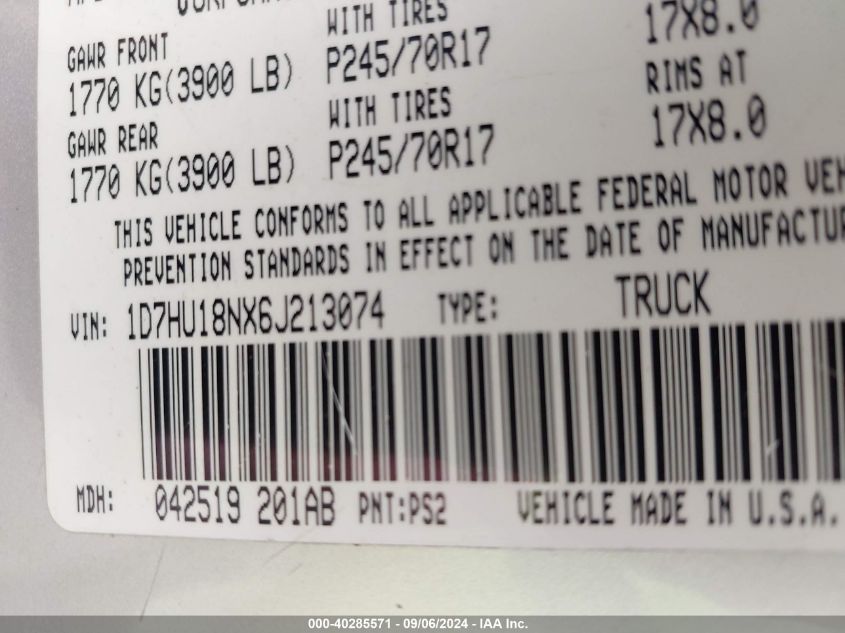 WITH TIRES
17X8.0
GAWR FRONT
1770 KG(3900 LB) P245/70R17
RIMS AT
GAWR REAR
WITH TIRES
17X8.0
1770 KG(3900 LB) P245/70R17
THIS VEHICLE CONFORMS TO ALL APPLICABLE FEDERAL MOTOR VEH
PREVENTION STANDARDS IN EFFECT ON THE DATE OF MANUFACTUR
VIN: 1D7HU18NX6J213074 TYPE: TRUCK
MDH: 042519 201AB PNT:PS2 VEHICLE MADE IN U.S.A.
000-40285571 - 09/06/2024 - IAA Inc.